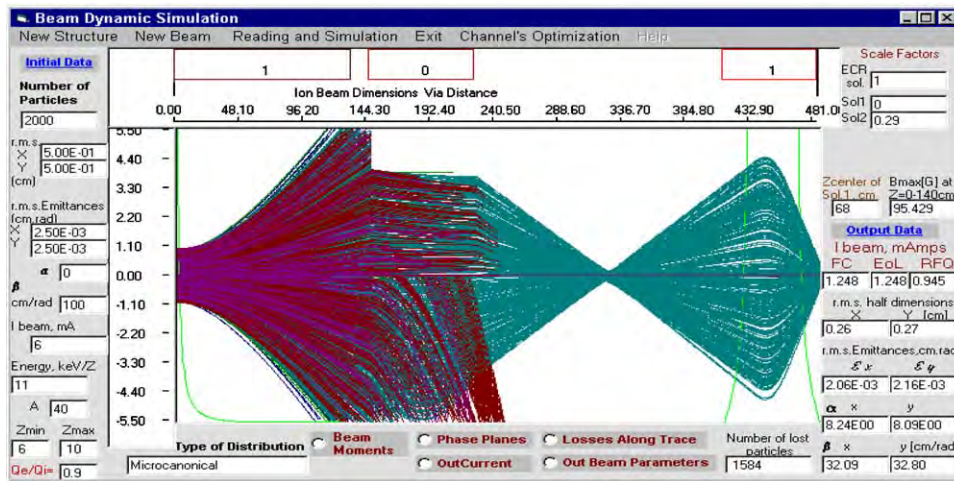 Beam Dynamic Simulation
New Structure New Beam Reading and Simulation Exit Channel's Optimization Help
Initial Data
Number of
Particles
2000
r.m.s.
X 5.00E-01
Y 5.00E-01
[cm]
r.m.s.Emittances
[cm,rad]
X 2.50E-03
Y 2.50E-03
α 0
β
cm/rad 100
I beam, mA
6
Energy, keV/Z
11
A 40
Zmin Zmax
6 10
Qe/Qi= 0.9
1 0 1
Ion Beam Dimensions Via Distance
0.00 48.10 96.20 144.30 192.40 240.50 288.60 336.70 384.80 432.90 481.00
5.50
4.40
3.30
2.20
1.10
0.00
-1.10
-2.20
-3.30
-4.40
-5.50
Type of Distribution
Microcanonical
Beam Moments
Phase Planes
Losses Along Trace
OutCurrent
Out Beam Parameters
Number of lost
particles
1584
Scale Factors
ECR
sol. 1
Sol1 0
Sol2 0.29
Zcenter of Bmax[G] at
Sol.1, cm Z=0-140cm
68 95.429
Output Data
I beam, mAmps
FC EoL RFQ
1.248 1.248 0.945
r.m.s. half dimensions
X Y [cm]
0.26 0.27
r.m.s.Emittances,cm.rad
ε x ε y
2.06E-03 2.16E-03
α x y
8.24E00 8.09E00
β x y [cm/rad]
32.09 32.80